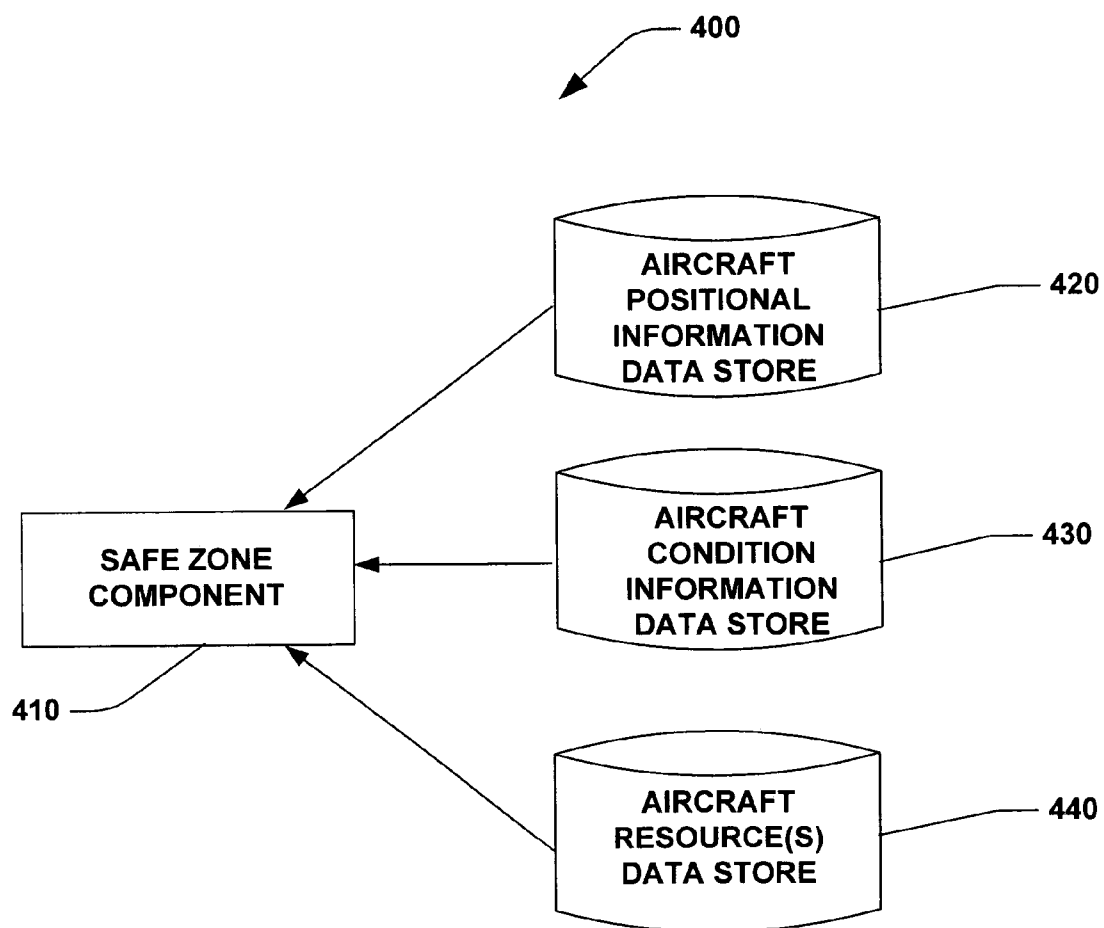 400
AIRCRAFT
POSITIONAL
INFORMATION
DATA STORE
420
AIRCRAFT
CONDITION
INFORMATION
DATA STORE
430
SAFE ZONE
COMPONENT
410
AIRCRAFT
RESOURCE(S)
DATA STORE
440